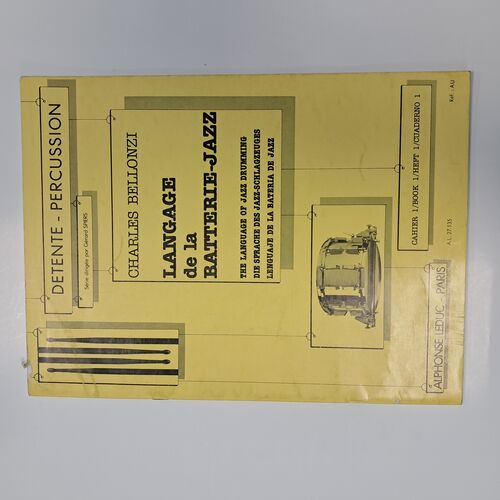 DETENTE - PERCUSSION
Série dirigée par Gérard SPIERS
CHARLES BELLONZI
LANGAGE
de la
BATTERIE-JAZZ
THE LANGUAGE OF JAZZ DRUMMING
DIE SPRACHE DES JAZZ-SCHLAGZEUGES
LENGUAJE DE LA BATERIA DE JAZZ
CAHIER 1/BOOK 1/HEFT 1/CUADERNO 1
A.L. 27.135
Réf. : AU
ALPHONSE LEDUC PARIS